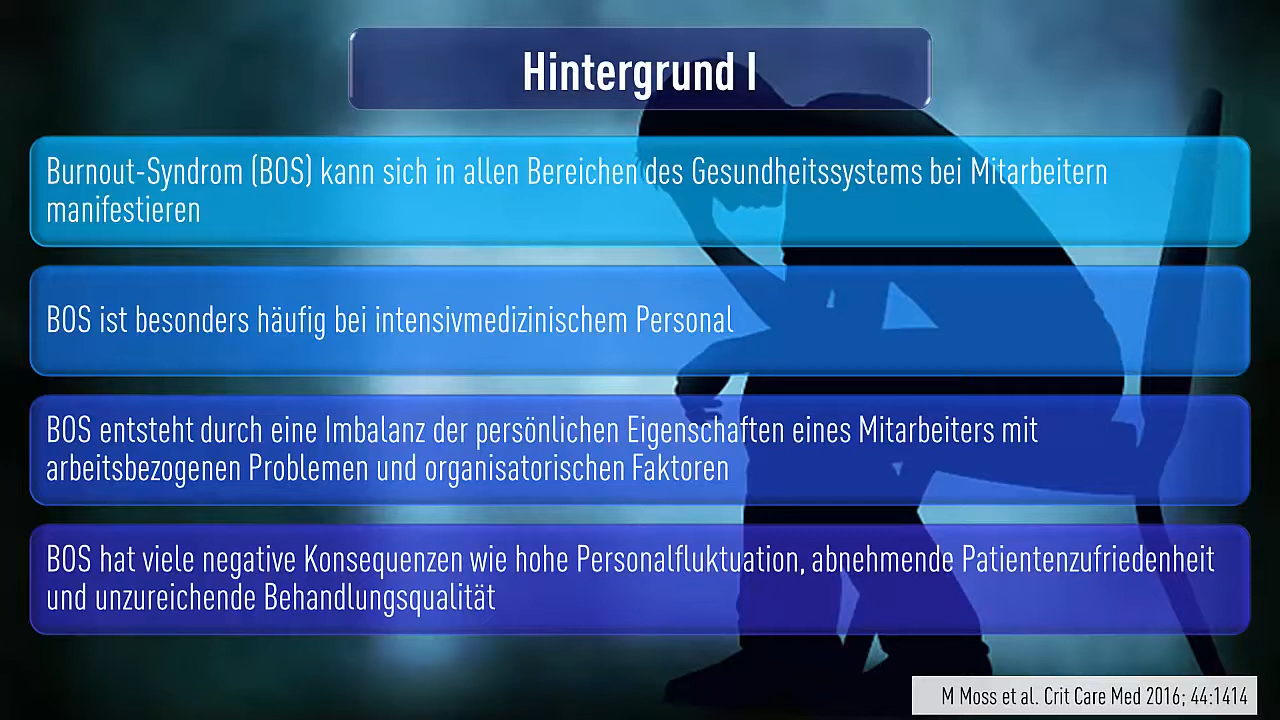 Hintergrund I
Burnout-Syndrom (BOS) kann sich in allen Bereichen des Gesundheitssystems bei Mitarbeitern
manifestieren
BOS ist besonders häufig bei intensivmedizinischem Personal
BOS entsteht durch eine Imbalanz der persönlichen Eigenschaften eines Mitarbeiters mit
arbeitsbezogenen Problemen und organisatorischen Faktoren
BOS hat viele negative Konsequenzen wie hohe Personalfluktuation, abnehmende Patientenzufriedenheit
und unzureichende Behandlungsqualität
M Moss et al. Crit Care Med 2016; 44:1414